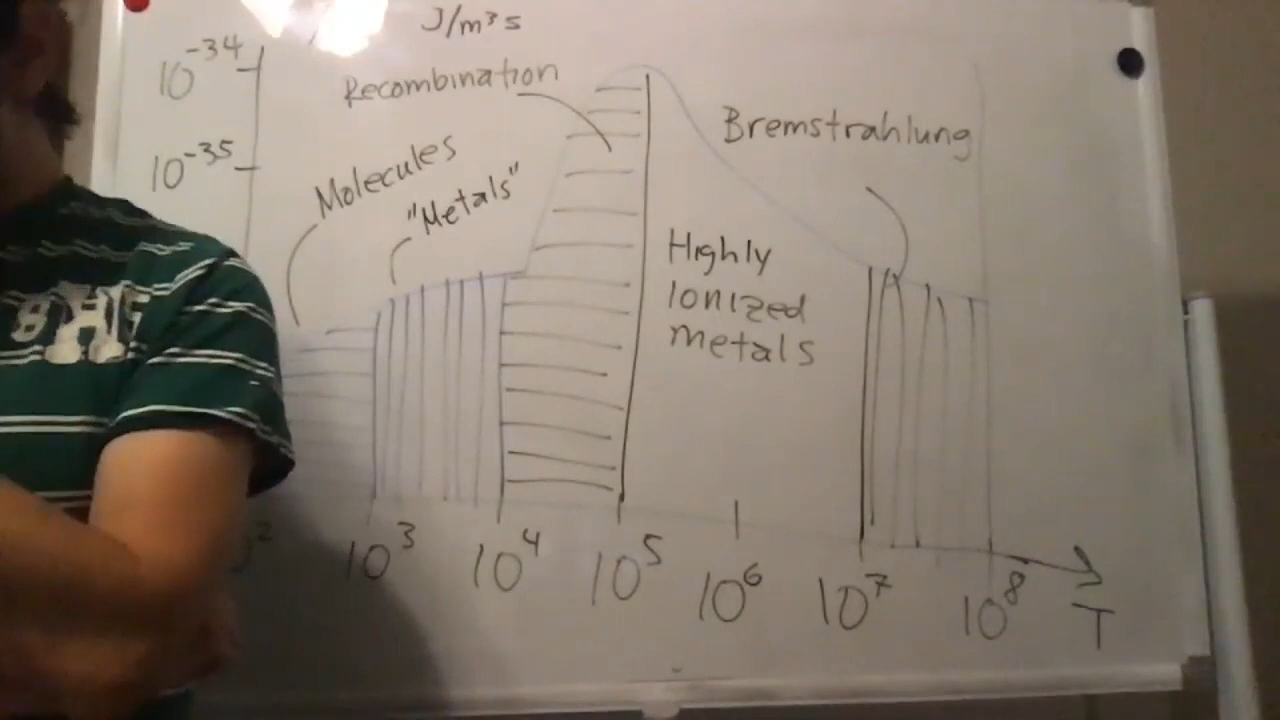 J/m³s
10⁻³⁴
Recombination
10⁻³⁵
Molecules
"Metals"
Bremstrahlung
Highly
Ionized
metals
10³
10⁴
10⁵
10⁶
10⁷
10⁸
T